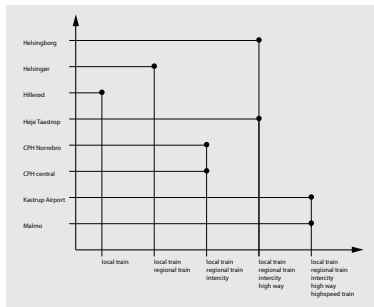 Helsingborg
Helsingør
Hillerød
Høje Taastrop
CPH Norrebro
CPH central
Kastrup Airport
Malmo
local train
local train
regional train
local train
regional train
intercity
local train
regional train
intercity
high way
local train
regional train
intercity
high way
highspeed train